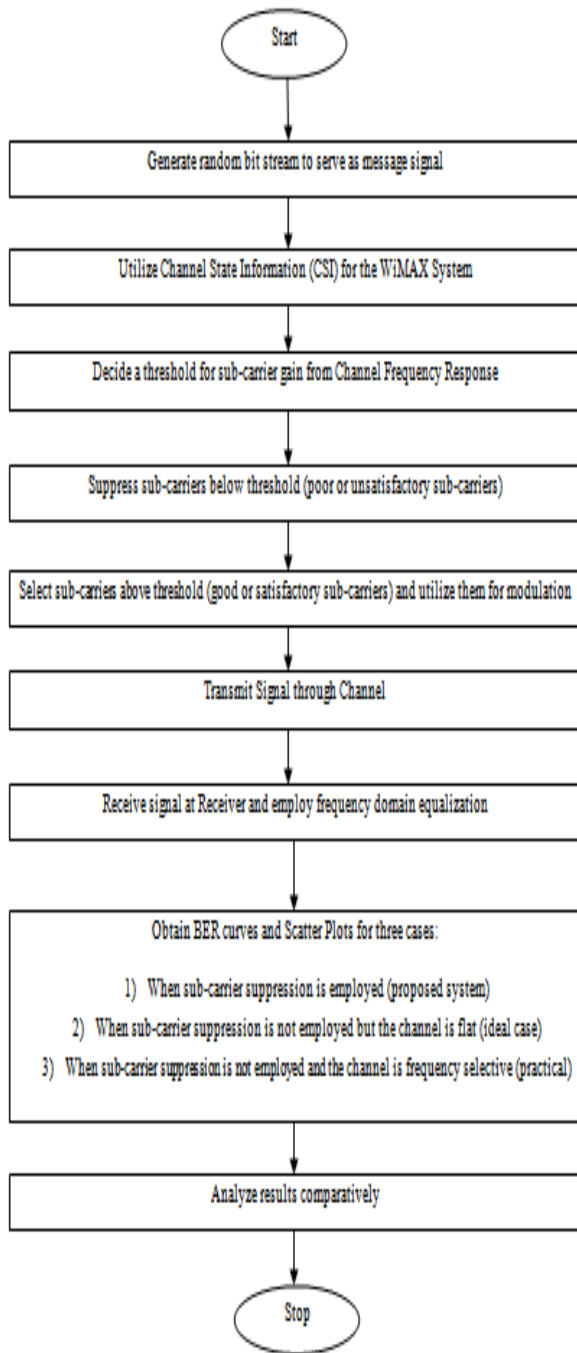 Start
Generate random bit stream to serve as message signal
Utilize Channel State Information (CSI) for the WiMAX System
Decide a threshold for sub-carrier gain from Channel Frequency Response
Suppress sub-carriers below threshold (poor or unsatisfactory sub-carriers)
Select sub-carriers above threshold (good or satisfactory sub-carriers) and utilize them for modulation
Transmit Signal through Channel
Receive signal at Receiver and employ frequency domain equalization
Obtain BER curves and Scatter Plots for three cases:
1) When sub-carrier suppression is employed (proposed system)
2) When sub-carrier suppression is not employed but the channel is flat (ideal case)
3) When sub-carrier suppression is not employed and the channel is frequency selective (practical)
Analyze results comparatively
Stop